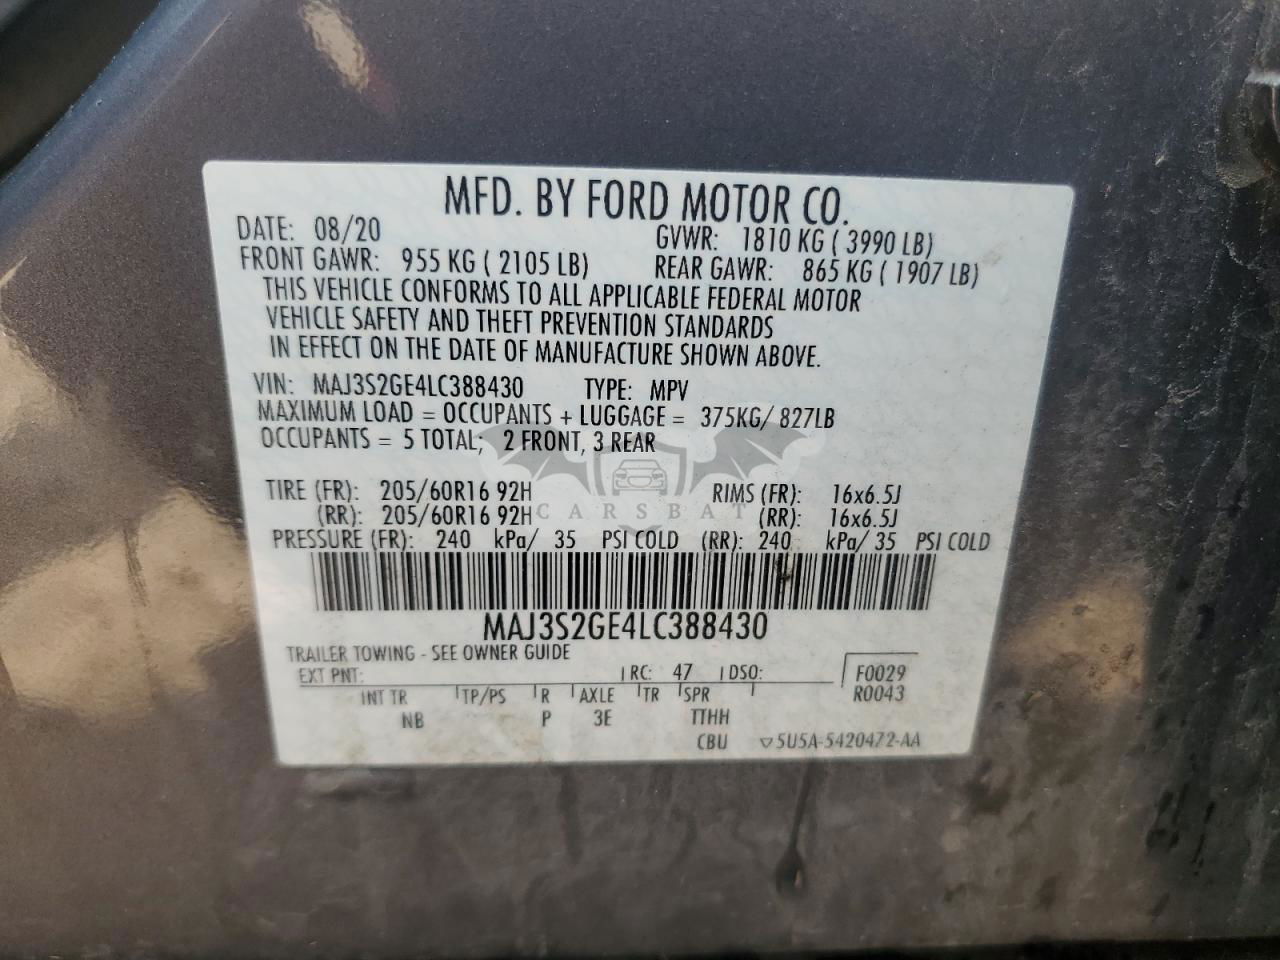 MFD. BY FORD MOTOR CO.
DATE: 08/20 GVWR: 1810 KG ( 3990 LB)
FRONT GAWR: 955 KG ( 2105 LB) REAR GAWR: 865 KG ( 1907 LB)
THIS VEHICLE CONFORMS TO ALL APPLICABLE FEDERAL MOTOR
VEHICLE SAFETY AND THEFT PREVENTION STANDARDS
IN EFFECT ON THE DATE OF MANUFACTURE SHOWN ABOVE.
VIN: MAJ3S2GE4LC388430 TYPE: MPV
MAXIMUM LOAD = OCCUPANTS + LUGGAGE = 375KG/ 827LB
OCCUPANTS = 5 TOTAL; 2 FRONT, 3 REAR
TIRE (FR): 205/60R16 92H RIMS (FR): 16x6.5J
(RR): 205/60R16 92H (RR): 16x6.5J
CARSBAT
PRESSURE (FR): 240 kPa/ 35 PSI COLD (RR): 240 kPa/ 35 PSI COLD
MAJ3S2GE4LC388430
TRAILER TOWING - SEE OWNER GUIDE
EXT PNT: RC: 47 DSO: F0029
INT TR TP/PS R AXLE TR SPR R0043
NB P 3E TTHH
CBU ▽5U5A-5420472-AA